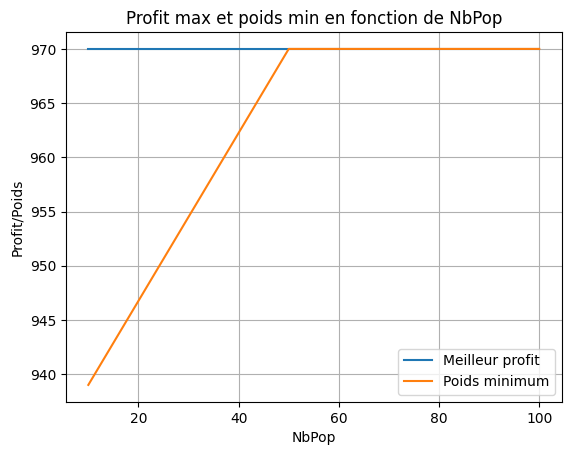 Profit max et poids min en fonction de NbPop
Profit/Poids
970
965
960
955
950
945
940
20
40
60
80
100
NbPop
Meilleur profit
Poids minimum